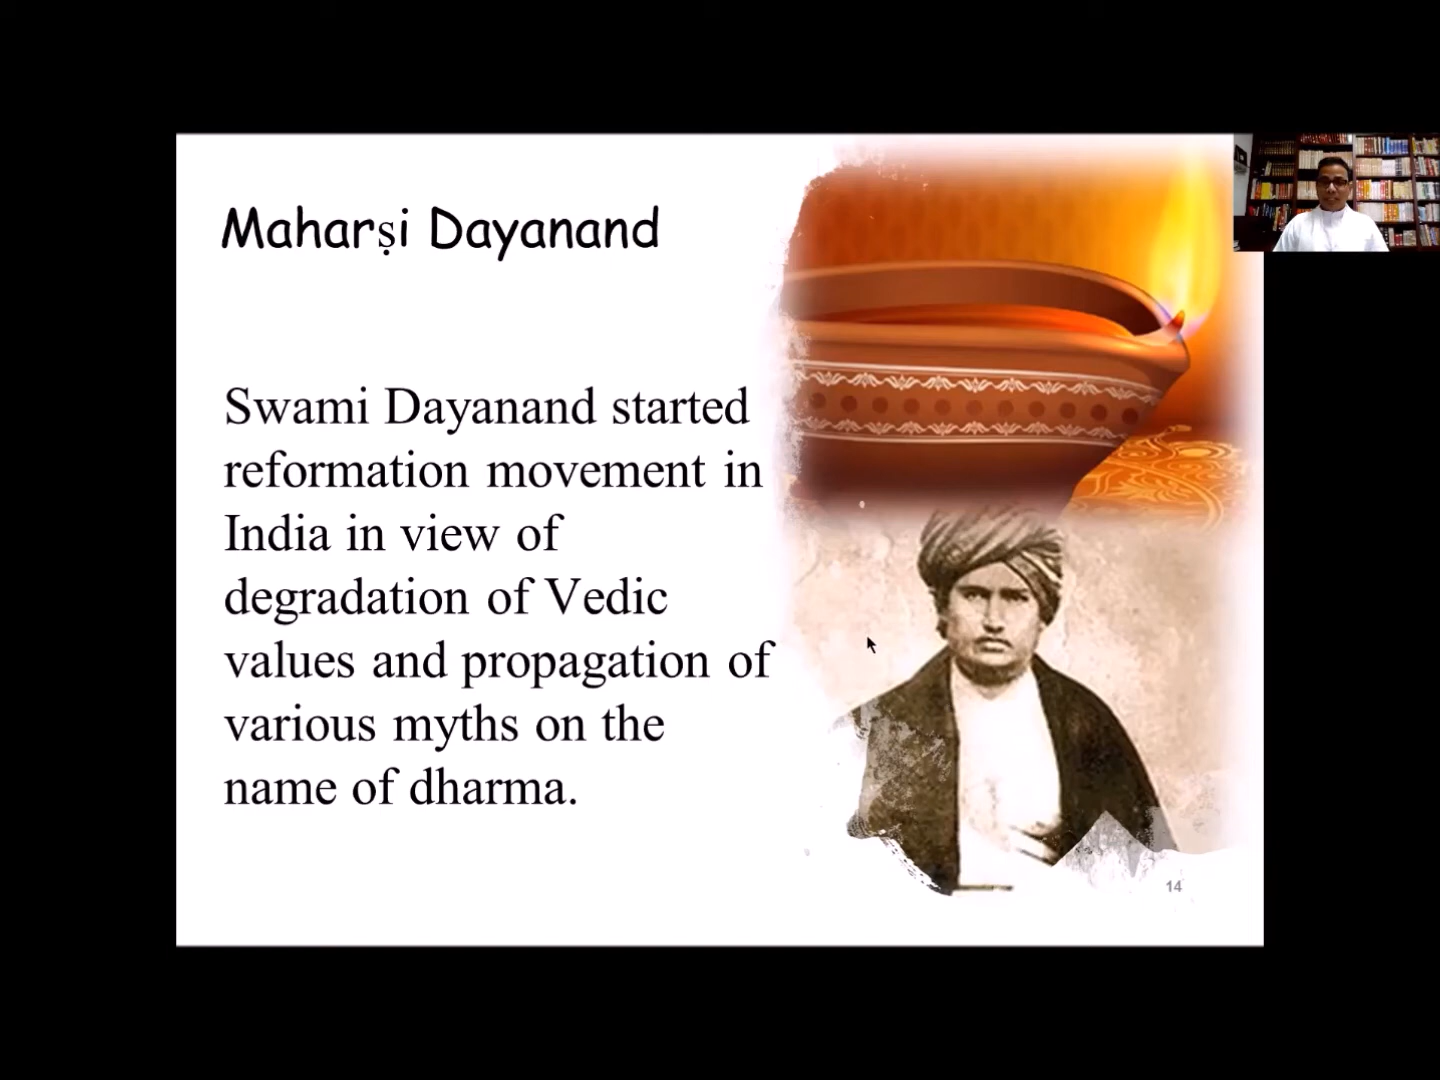 Maharṣi Dayanand
Swami Dayanand started
reformation movement in
India in view of
degradation of Vedic
values and propagation of
various myths on the
name of dharma.
14